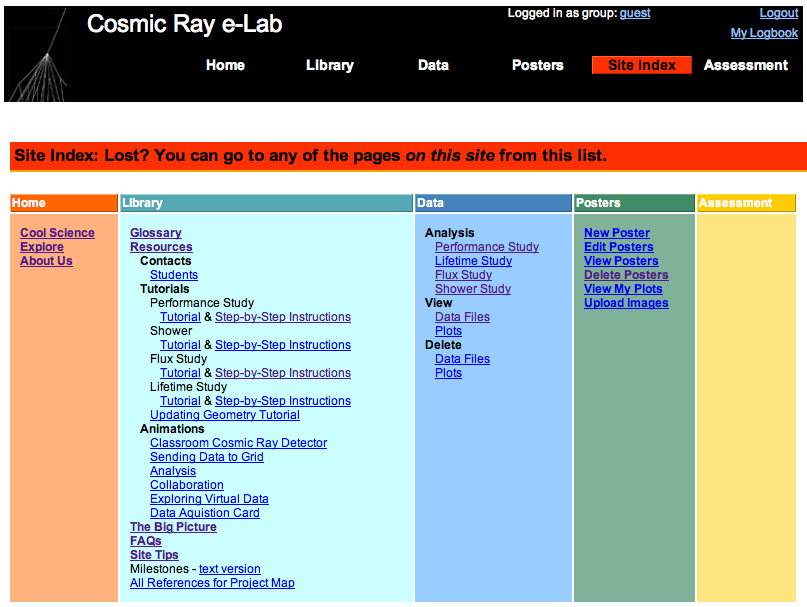 Cosmic Ray e-Lab
Logged in as group: guest
Logout
My Logbook
Home
Library
Data
Posters
Site Index
Assessment
Site Index: Lost? You can go to any of the pages on this site from this list.
Home
Cool Science
Explore
About Us
Library
Glossary
Resources
Contacts
Students
Tutorials
Performance Study
Tutorial & Step-by-Step Instructions
Shower
Tutorial & Step-by-Step Instructions
Flux Study
Tutorial & Step-by-Step Instructions
Lifetime Study
Tutorial & Step-by-Step Instructions
Updating Geometry Tutorial
Animations
Classroom Cosmic Ray Detector
Sending Data to Grid
Analysis
Collaboration
Exploring Virtual Data
Data Aquistion Card
The Big Picture
FAQs
Site Tips
Milestones - text version
All References for Project Map
Data
Analysis
Performance Study
Lifetime Study
Flux Study
Shower Study
View
Data Files
Plots
Delete
Data Files
Plots
Posters
New Poster
Edit Posters
View Posters
Delete Posters
View My Plots
Upload Images
Assessment